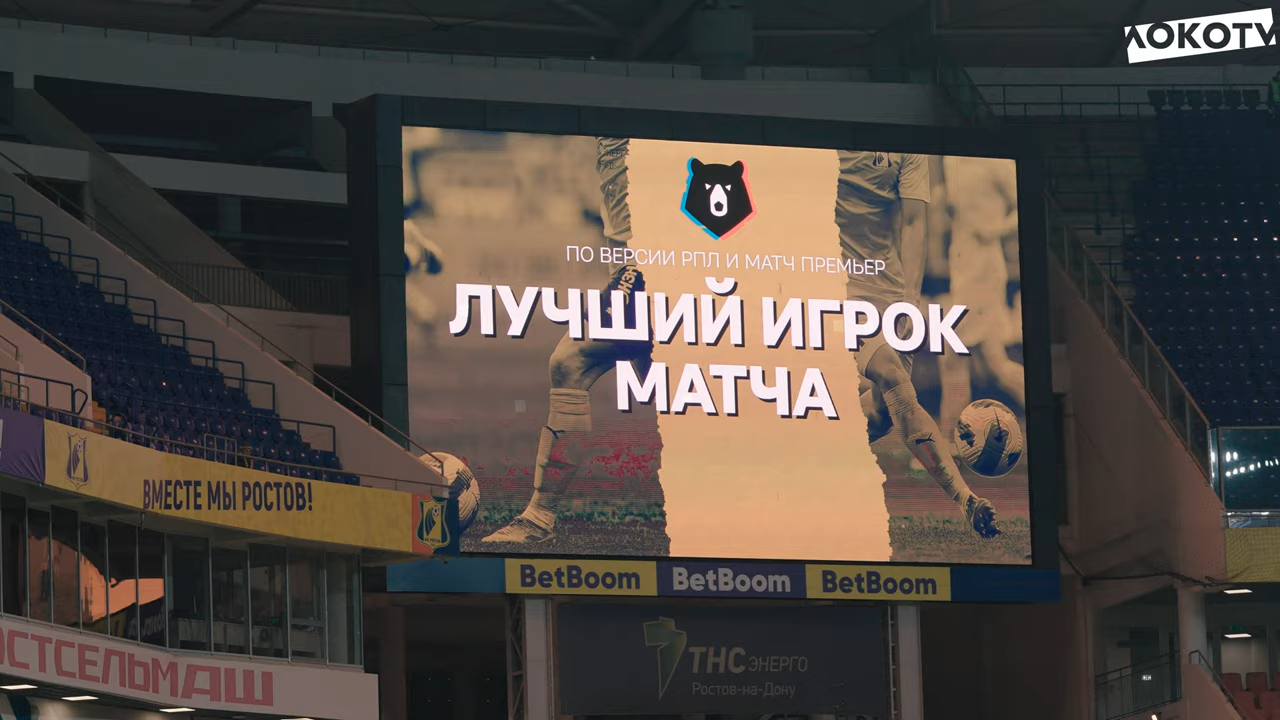 ЛОКОTV
ПО ВЕРСИИ РПЛ И МАТЧ ПРЕМЬЕР
ЛУЧШИЙ ИГРОК
МАТЧА
ВМЕСТЕ МЫ РОСТОВ!
BetBoom BetBoom BetBoom
ТНС ЭНЕРГО
Ростов-на-Дону
ОСТСЕЛЬМАШ